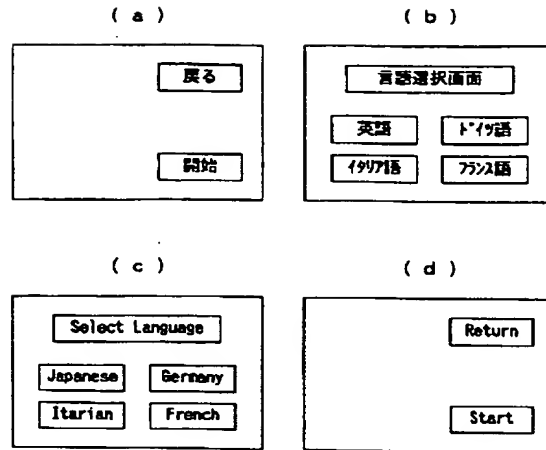 ( a )
戻る
開始
( b )
言語選択画面
英語 ドイツ語
イタリア語 フランス語
( c )
Select Language
Japanese Germany
Itarian French
( d )
Return
Start